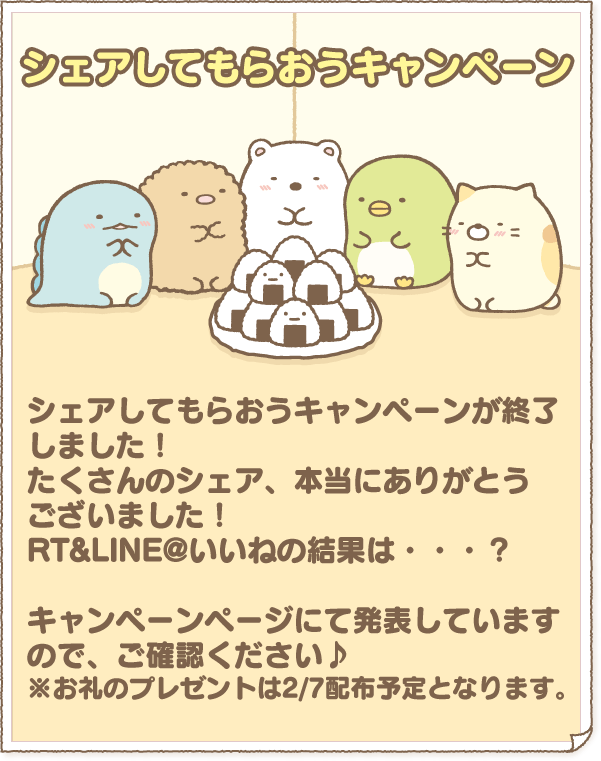 シェアしてもらおうキャンペーン
シェアしてもらおうキャンペーンが終了
しました！
たくさんのシェア、本当にありがとう
ございました！
RT&LINE@いいねの結果は・・・？
キャンペーンページにて発表しています
ので、ご確認ください♪
※お礼のプレゼントは2/7配布予定となります。